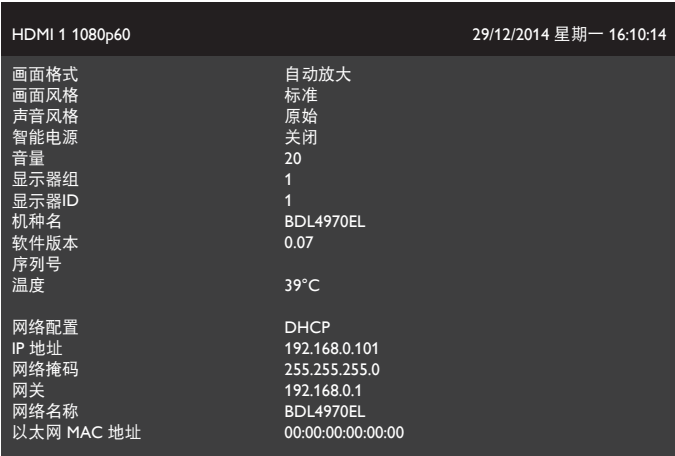 HDMI 1 1080p60 29/12/2014 星期一 16:10:14
画面格式 自动放大
画面风格 标准
声音风格 原始
智能电源 关闭
音量 20
显示器组 1
显示器ID 1
机种名 BDL4970EL
软件版本 0.07
序列号
温度 39°C
网络配置 DHCP
IP 地址 192.168.0.101
网络掩码 255.255.255.0
网关 192.168.0.1
网络名称 BDL4970EL
以太网 MAC 地址 00:00:00:00:00:00